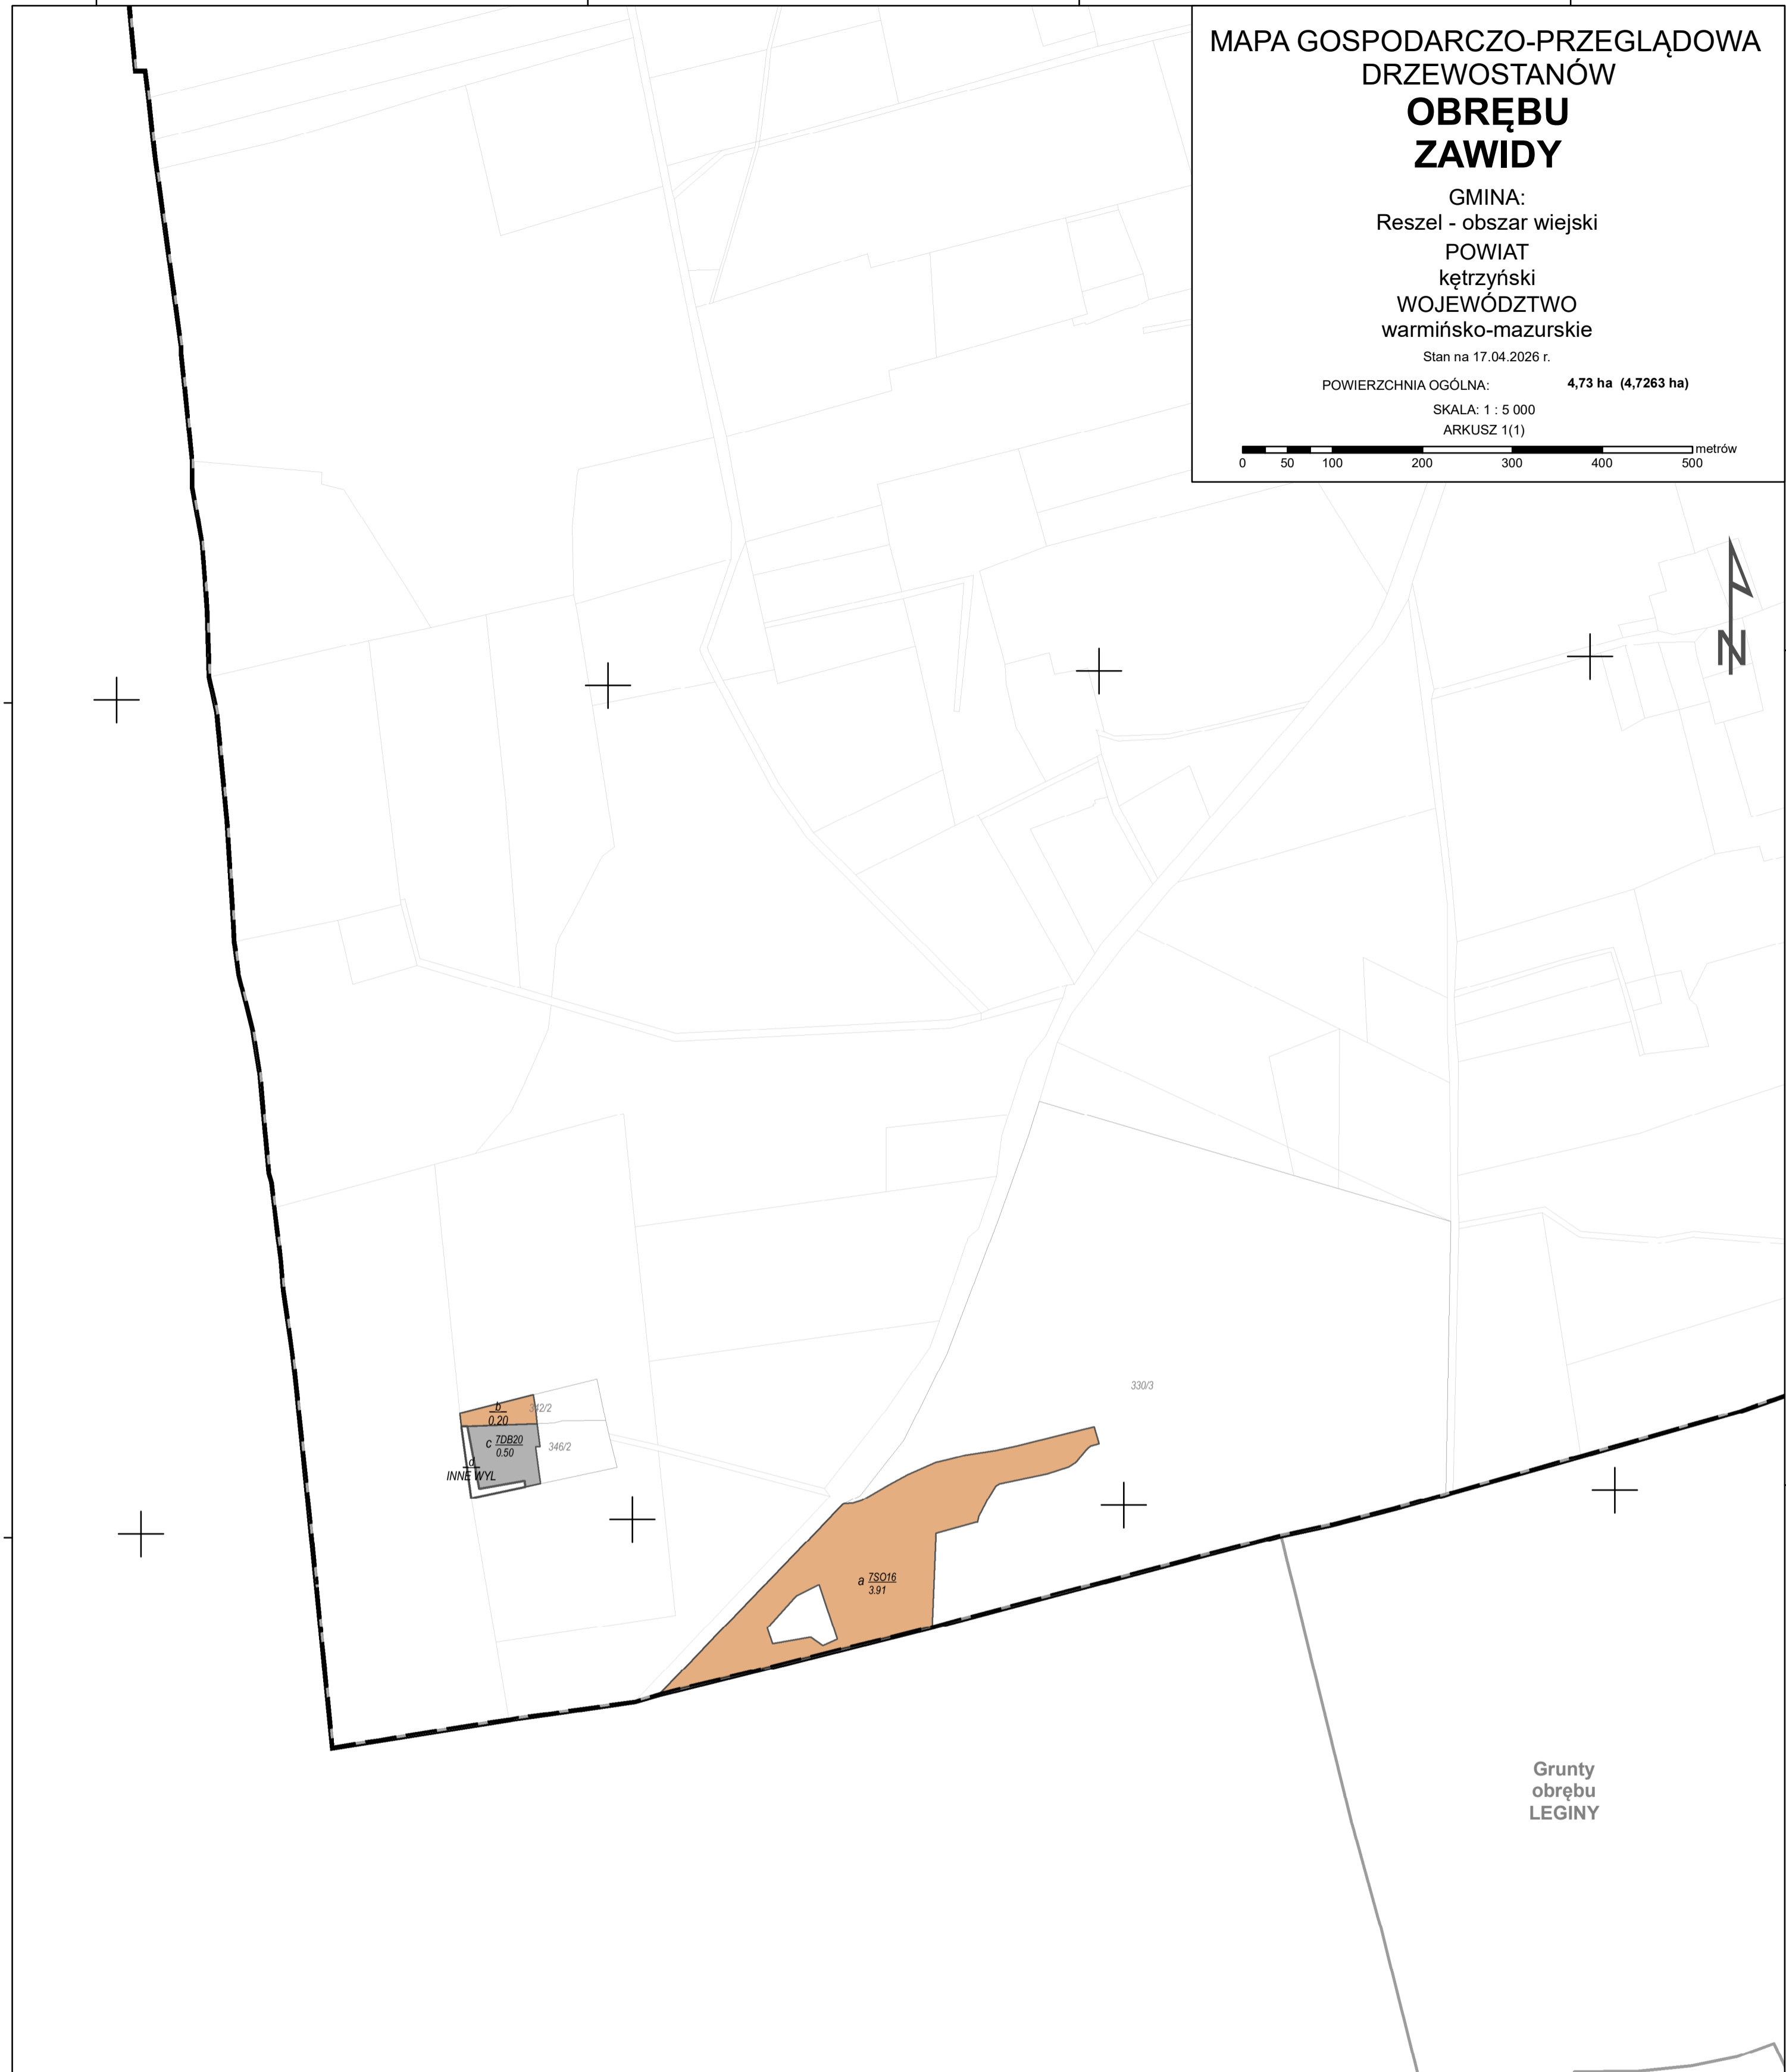 MAPA GOSPODARCZO-PRZEGLĄDOWA
DRZEWOSTANÓW
OBRĘBU
ZAWIDY
GMINA:
Reszel - obszar wiejski
POWIAT
kętrzyński
WOJEWÓDZTWO
warmińsko-mazurskie
Stan na 17.04.2026 r.
POWIERZCHNIA OGÓLNA: 4,73 ha (4,7263 ha)
SKALA: 1 : 5 000
ARKUSZ 1(1)
metrów
0 50 100 200 300 400 500
N
330/3
b
0.20
342/2
c 7DB20
0.50
346/2
d
INNE WYL
a 7SO16
3.91
Grunty
obrębu
LEGINY